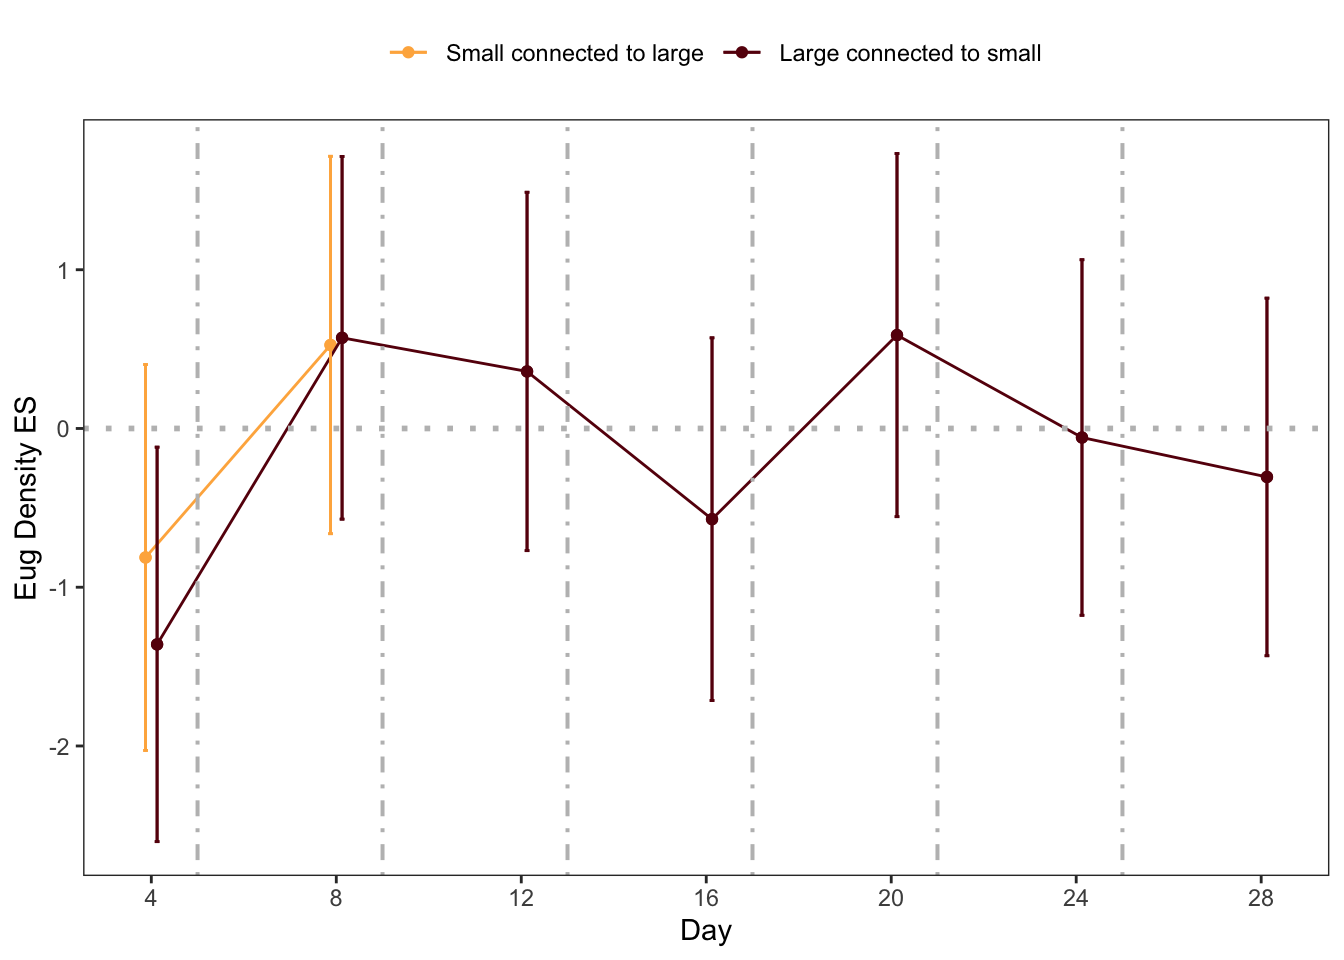 Small connected to large Large connected to small
1
0
-1
-2
Eug Density ES
4 8 12 16 20 24 28
Day